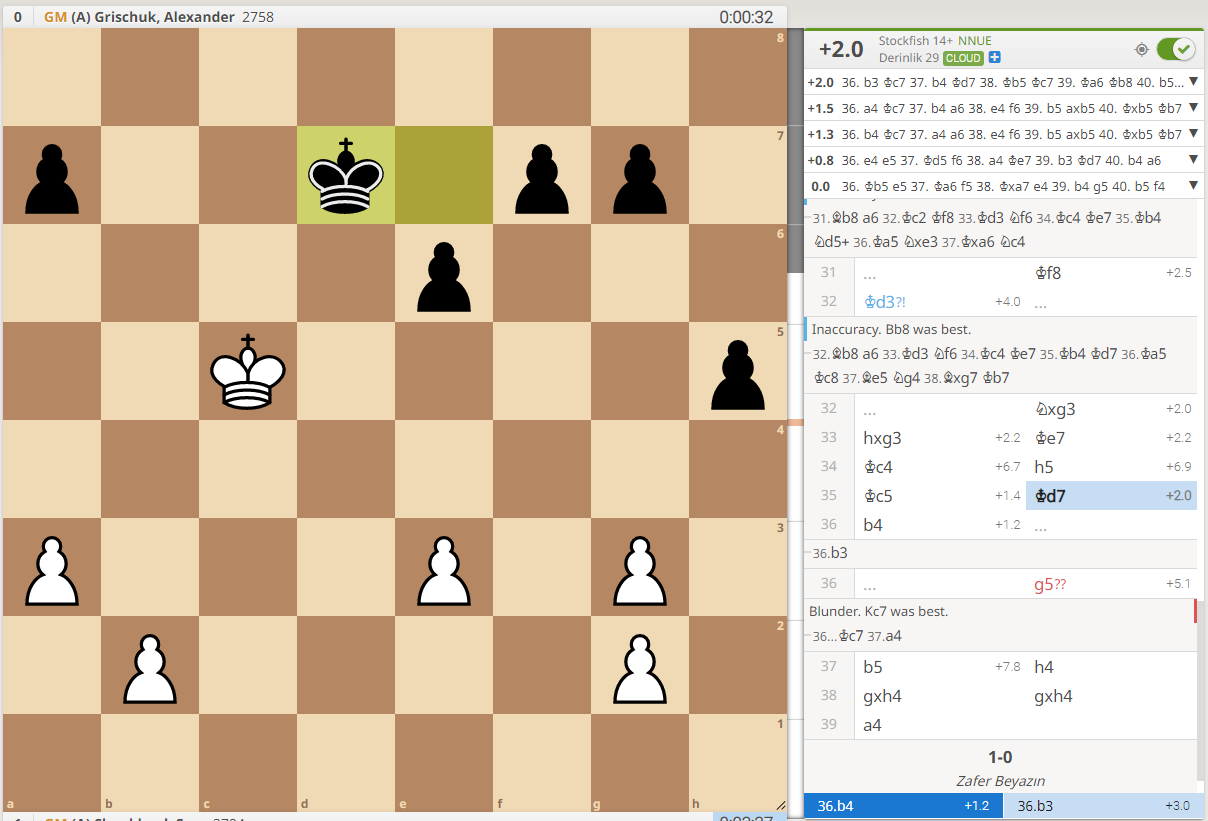 0 GM (A) Grischuk, Alexander 2758 0:00:32
8
7
6
5
4
3
2
1
a b c d e f g h
+2.0 Stockfish 14+ NNUE
Derinlik 29 CLOUD
+2.0 36. b3 ♔c7 37. b4 ♔d7 38. ♔b5 ♔c7 39. ♔a6 ♔b8 40. b5...
+1.5 36. a4 ♔c7 37. b4 a6 38. e4 f6 39. b5 axb5 40. ♔xb5 ♔b7
+1.3 36. b4 ♔c7 37. a4 a6 38. e4 f6 39. b5 axb5 40. ♔xb5 ♔b7
+0.8 36. e4 e5 37. ♔d5 f6 38. a4 ♔e7 39. b3 ♔d7 40. b4 a6
0.0 36. ♔b5 e5 37. ♔a6 f5 38. ♔xa7 e4 39. b4 g5 40. b5 f4
31.♗b8 a6 32.♔c2 ♔f8 33.♔d3 ♘f6 34.♔c4 ♔e7 35.♔b4
♘d5+ 36.♔a5 ♘xe3 37.♔xa6 ♘c4
31 ... ♔f8 +2.5
32 ♔d3?! +4.0 ...
Inaccuracy. Bb8 was best.
32.♗b8 a6 33.♔d3 ♘f6 34.♔c4 ♔e7 35.♔b4 ♔d7 36.♔a5
♔c8 37.♗e5 ♘g4 38.♗xg7 ♔b7
32 ... ♘xg3 +2.0
33 hxg3 +2.2 ♔e7 +2.2
34 ♔c4 +6.7 h5 +6.9
35 ♔c5 +1.4 ♔d7 +2.0
36 b4 +1.2 ...
36.b3
36 ... g5?? +5.1
Blunder. Kc7 was best.
36...♔c7 37.a4
37 b5 +7.8 h4
38 gxh4 gxh4
39 a4
1-0
Zafer Beyazın
36.b4 +1.2 36.b3 +3.0